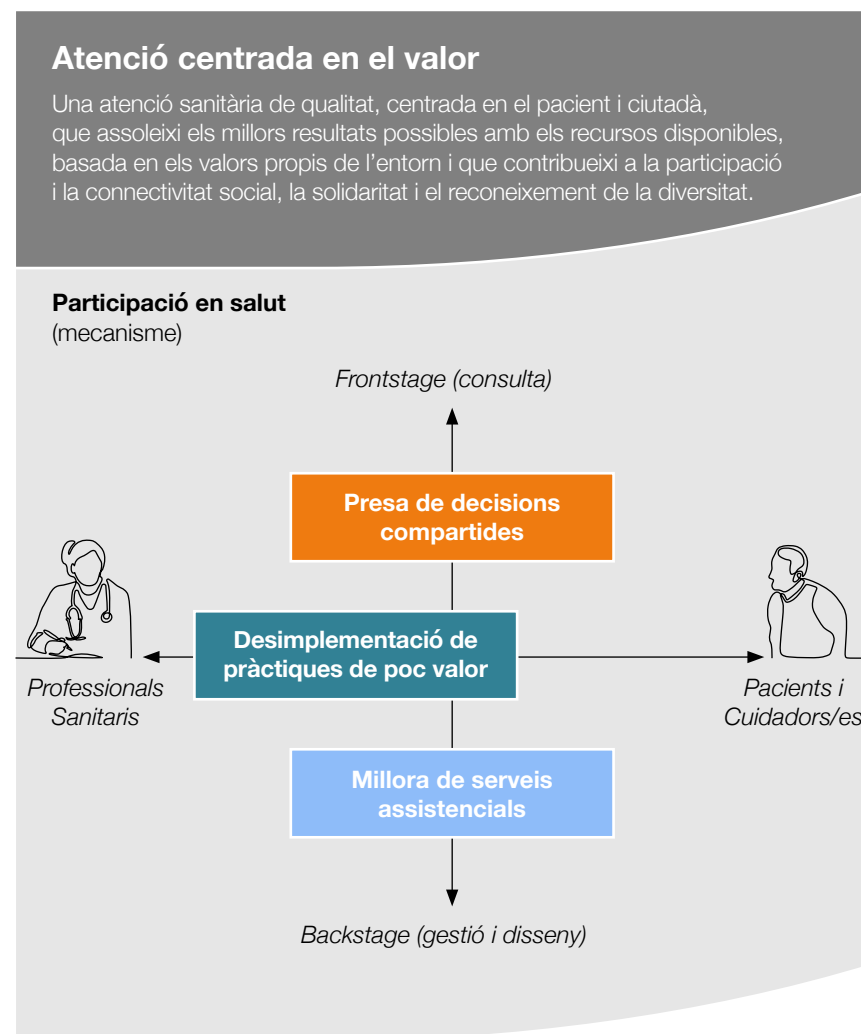 Atenció centrada en el valor
Una atenció sanitària de qualitat, centrada en el pacient i ciutadà,
que assoleixi els millors resultats possibles amb els recursos disponibles,
basada en els valors propis de l’entorn i que contribueixi a la participació
i la connectivitat social, la solidaritat i el reconeixement de la diversitat.
Participació en salut
(mecanisme)
Frontstage (consulta)
Presa de decisions
compartides
Desimplementació de
pràctiques de poc valor
Professionals
Sanitaris
Pacients i
Cuidadors/es
Millora de serveis
assistencials
Backstage (gestió i disseny)